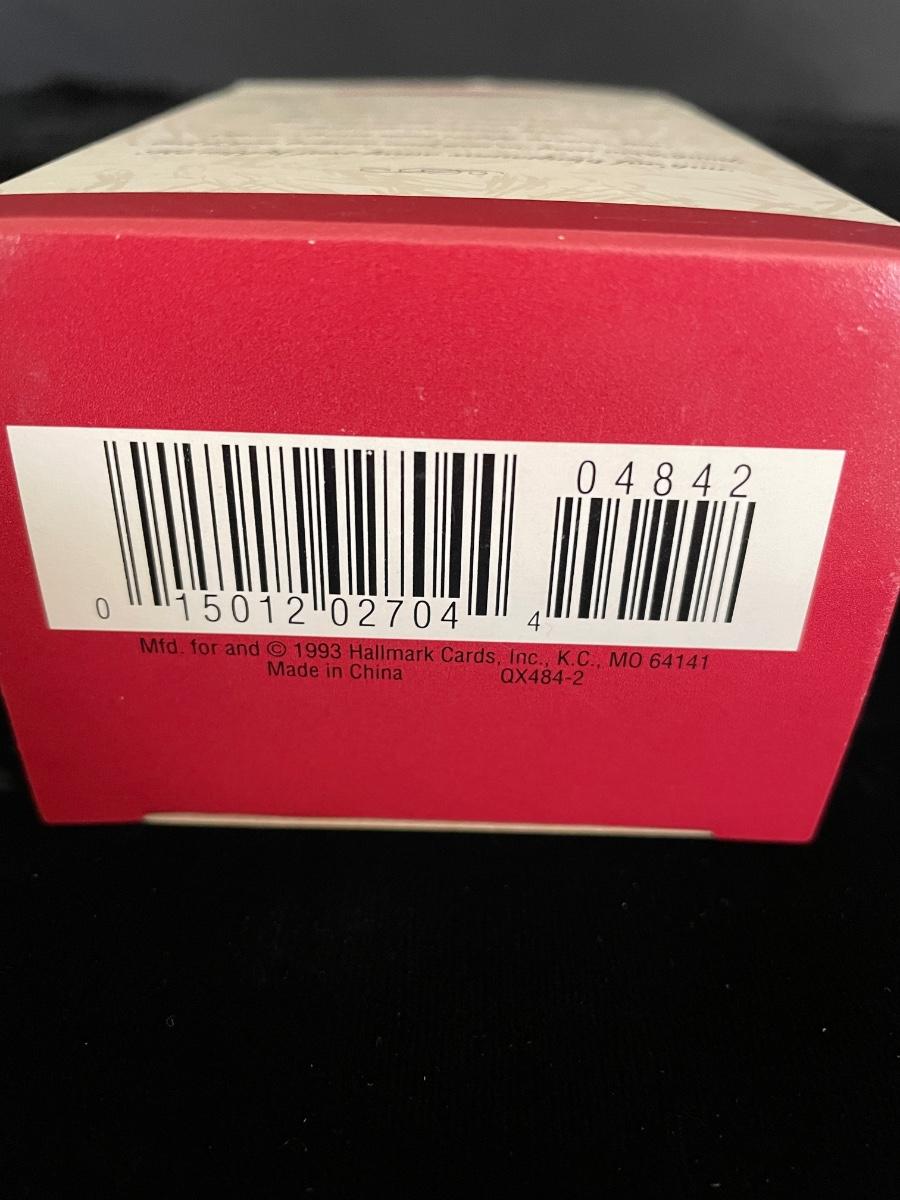 04842
0 15012 02704 4
Mfd. for and © 1993 Hallmark Cards, Inc., K.C., MO 64141
Made in China QX484-2